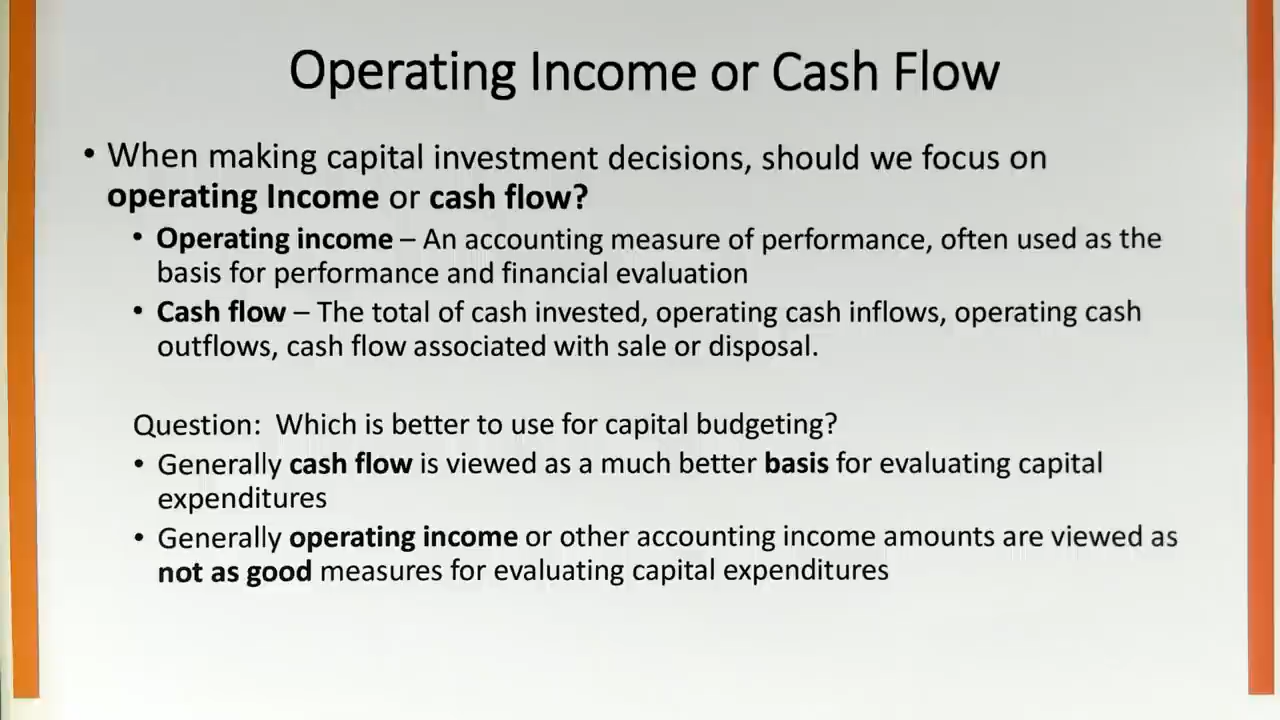 Operating Income or Cash Flow
• When making capital investment decisions, should we focus on
operating Income or cash flow?
• Operating income – An accounting measure of performance, often used as the
basis for performance and financial evaluation
• Cash flow – The total of cash invested, operating cash inflows, operating cash
outflows, cash flow associated with sale or disposal.
Question:  Which is better to use for capital budgeting?
• Generally cash flow is viewed as a much better basis for evaluating capital
expenditures
• Generally operating income or other accounting income amounts are viewed as
not as good measures for evaluating capital expenditures